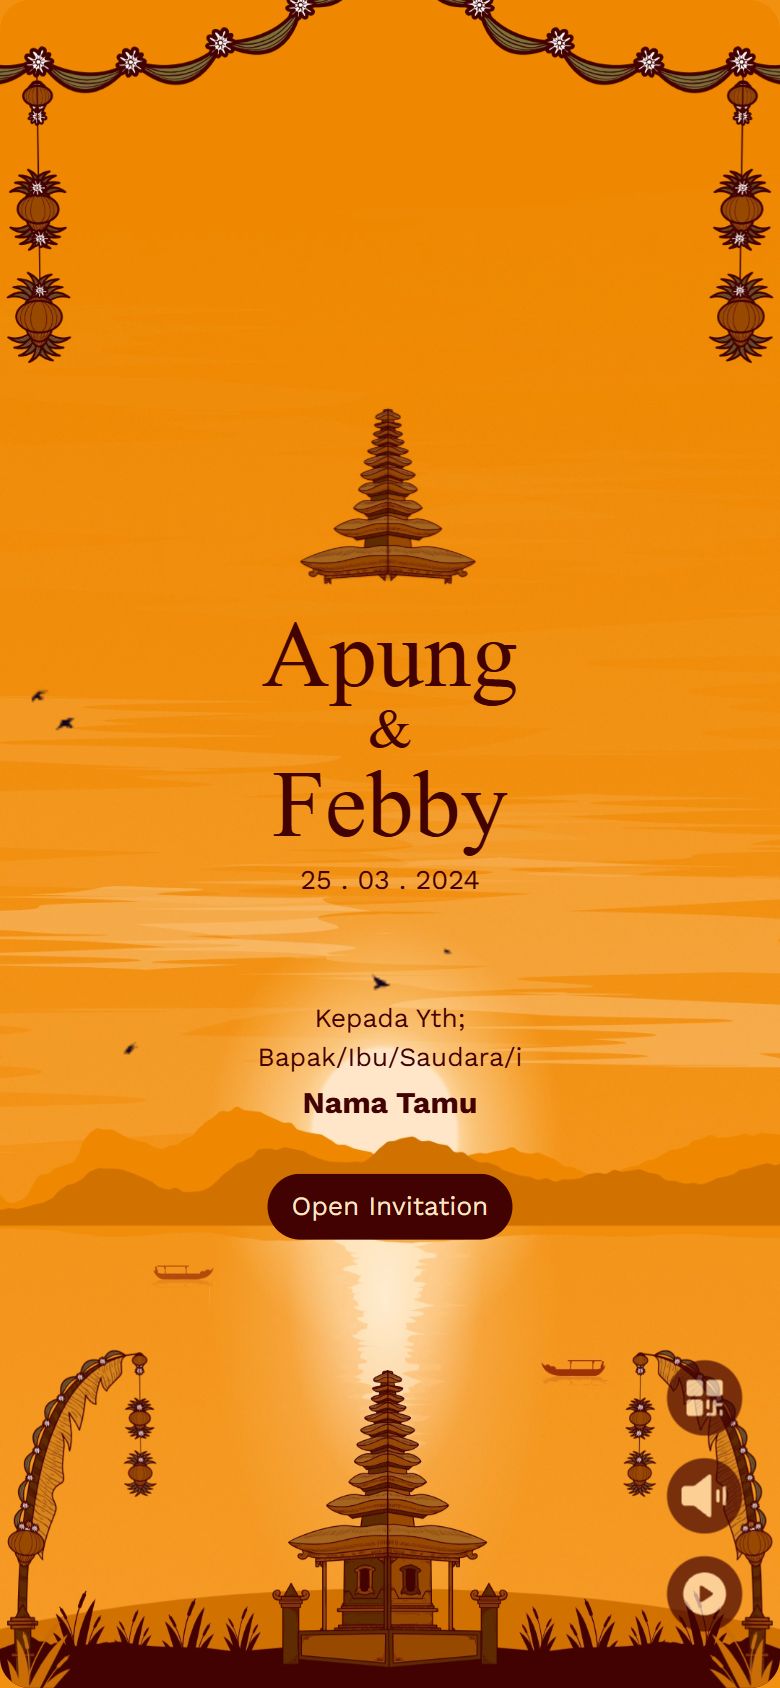 Apung
&
Febby
25 . 03 . 2024
Kepada Yth;
Bapak/Ibu/Saudara/i
Nama Tamu
Open Invitation